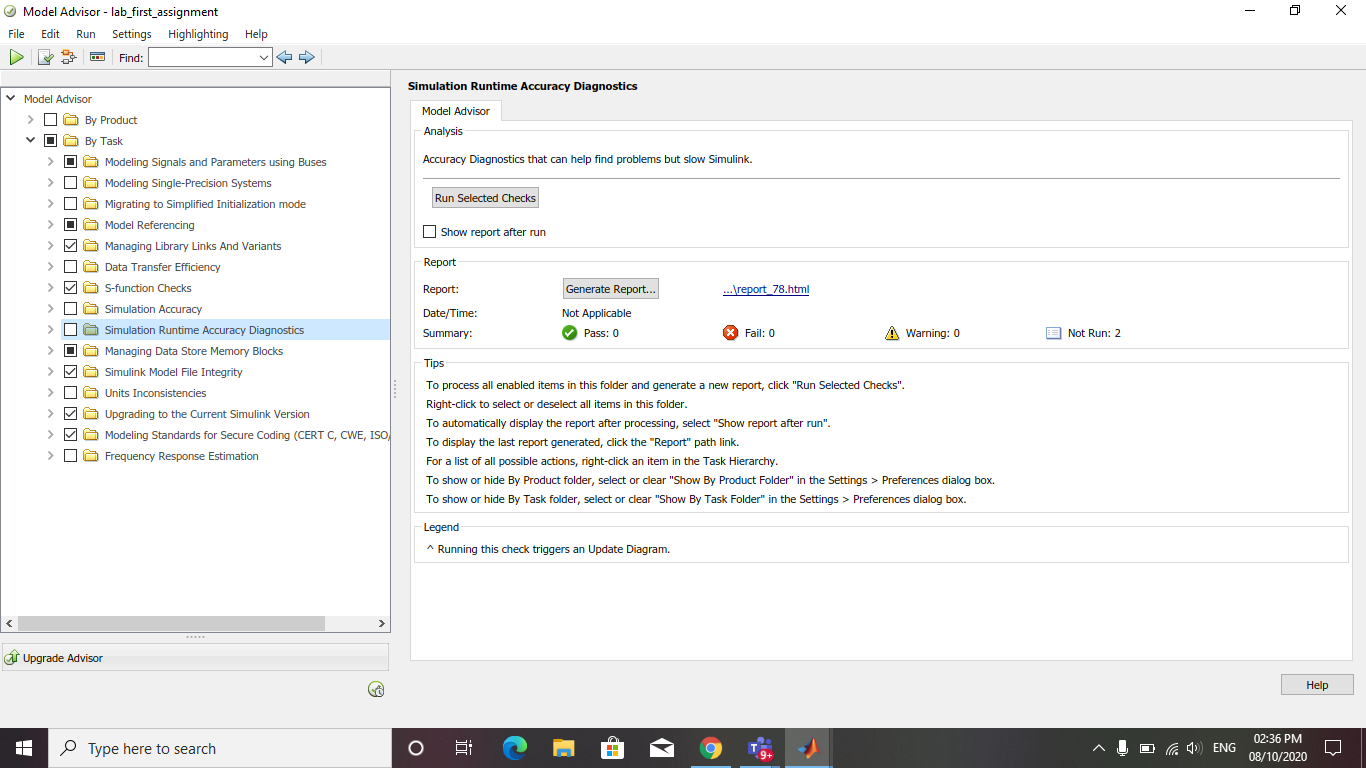 Model Advisor - lab_first_assignment
File Edit Run Settings Highlighting Help
Find:
Model Advisor
By Product
By Task
Modeling Signals and Parameters using Buses
Modeling Single-Precision Systems
Migrating to Simplified Initialization mode
Model Referencing
Managing Library Links And Variants
Data Transfer Efficiency
S-function Checks
Simulation Accuracy
Simulation Runtime Accuracy Diagnostics
Managing Data Store Memory Blocks
Simulink Model File Integrity
Units Inconsistencies
Upgrading to the Current Simulink Version
Modeling Standards for Secure Coding (CERT C, CWE, ISO/
Frequency Response Estimation
Upgrade Advisor
Simulation Runtime Accuracy Diagnostics
Model Advisor
Analysis
Accuracy Diagnostics that can help find problems but slow Simulink.
Run Selected Checks
Show report after run
Report
Report: Generate Report... ...\report_78.html
Date/Time: Not Applicable
Summary: Pass: 0 Fail: 0 Warning: 0 Not Run: 2
Tips
To process all enabled items in this folder and generate a new report, click "Run Selected Checks".
Right-click to select or deselect all items in this folder.
To automatically display the report after processing, select "Show report after run".
To display the last report generated, click the "Report" path link.
For a list of all possible actions, right-click an item in the Task Hierarchy.
To show or hide By Product folder, select or clear "Show By Product Folder" in the Settings > Preferences dialog box.
To show or hide By Task folder, select or clear "Show By Task Folder" in the Settings > Preferences dialog box.
Legend
^ Running this check triggers an Update Diagram.
Help
Type here to search
9+
ENG
02:36 PM
08/10/2020